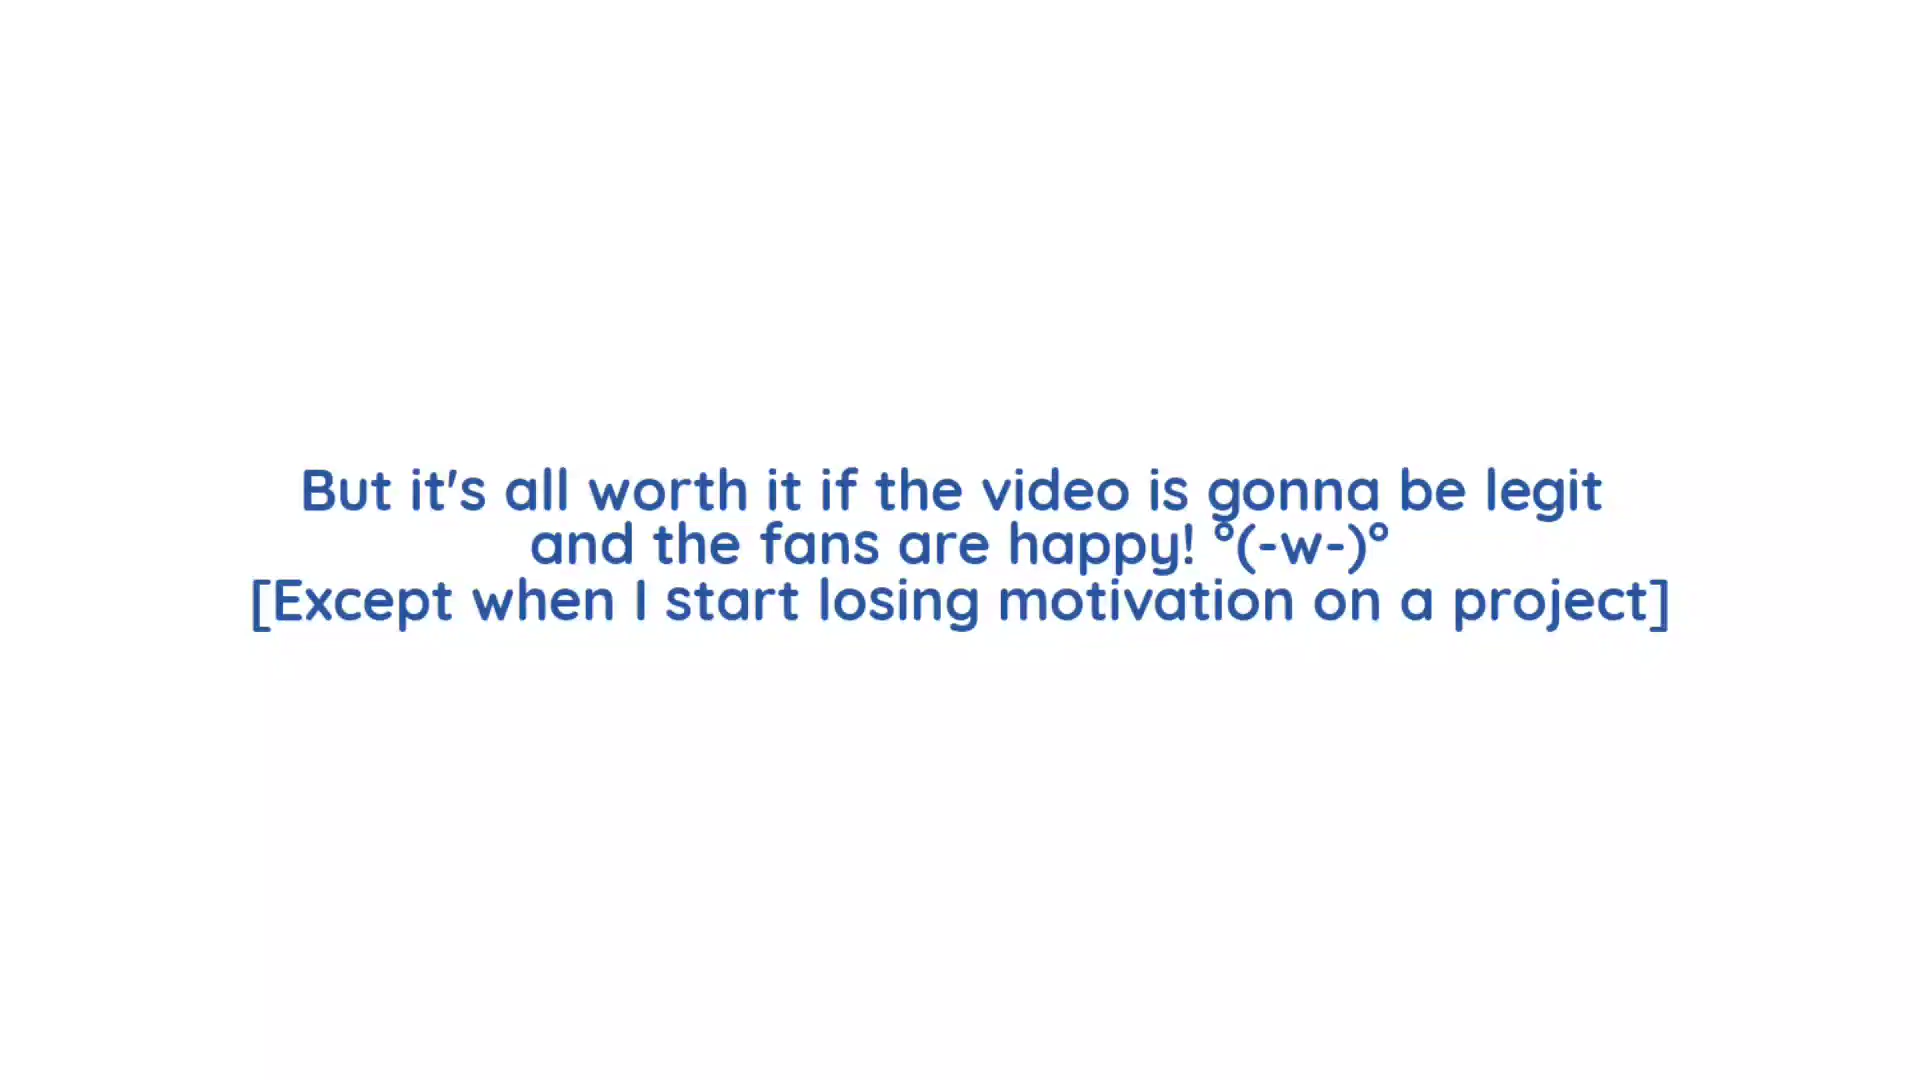 But it's all worth it if the video is gonna be legit
and the fans are happy! °(-w-)°
[Except when I start losing motivation on a project]